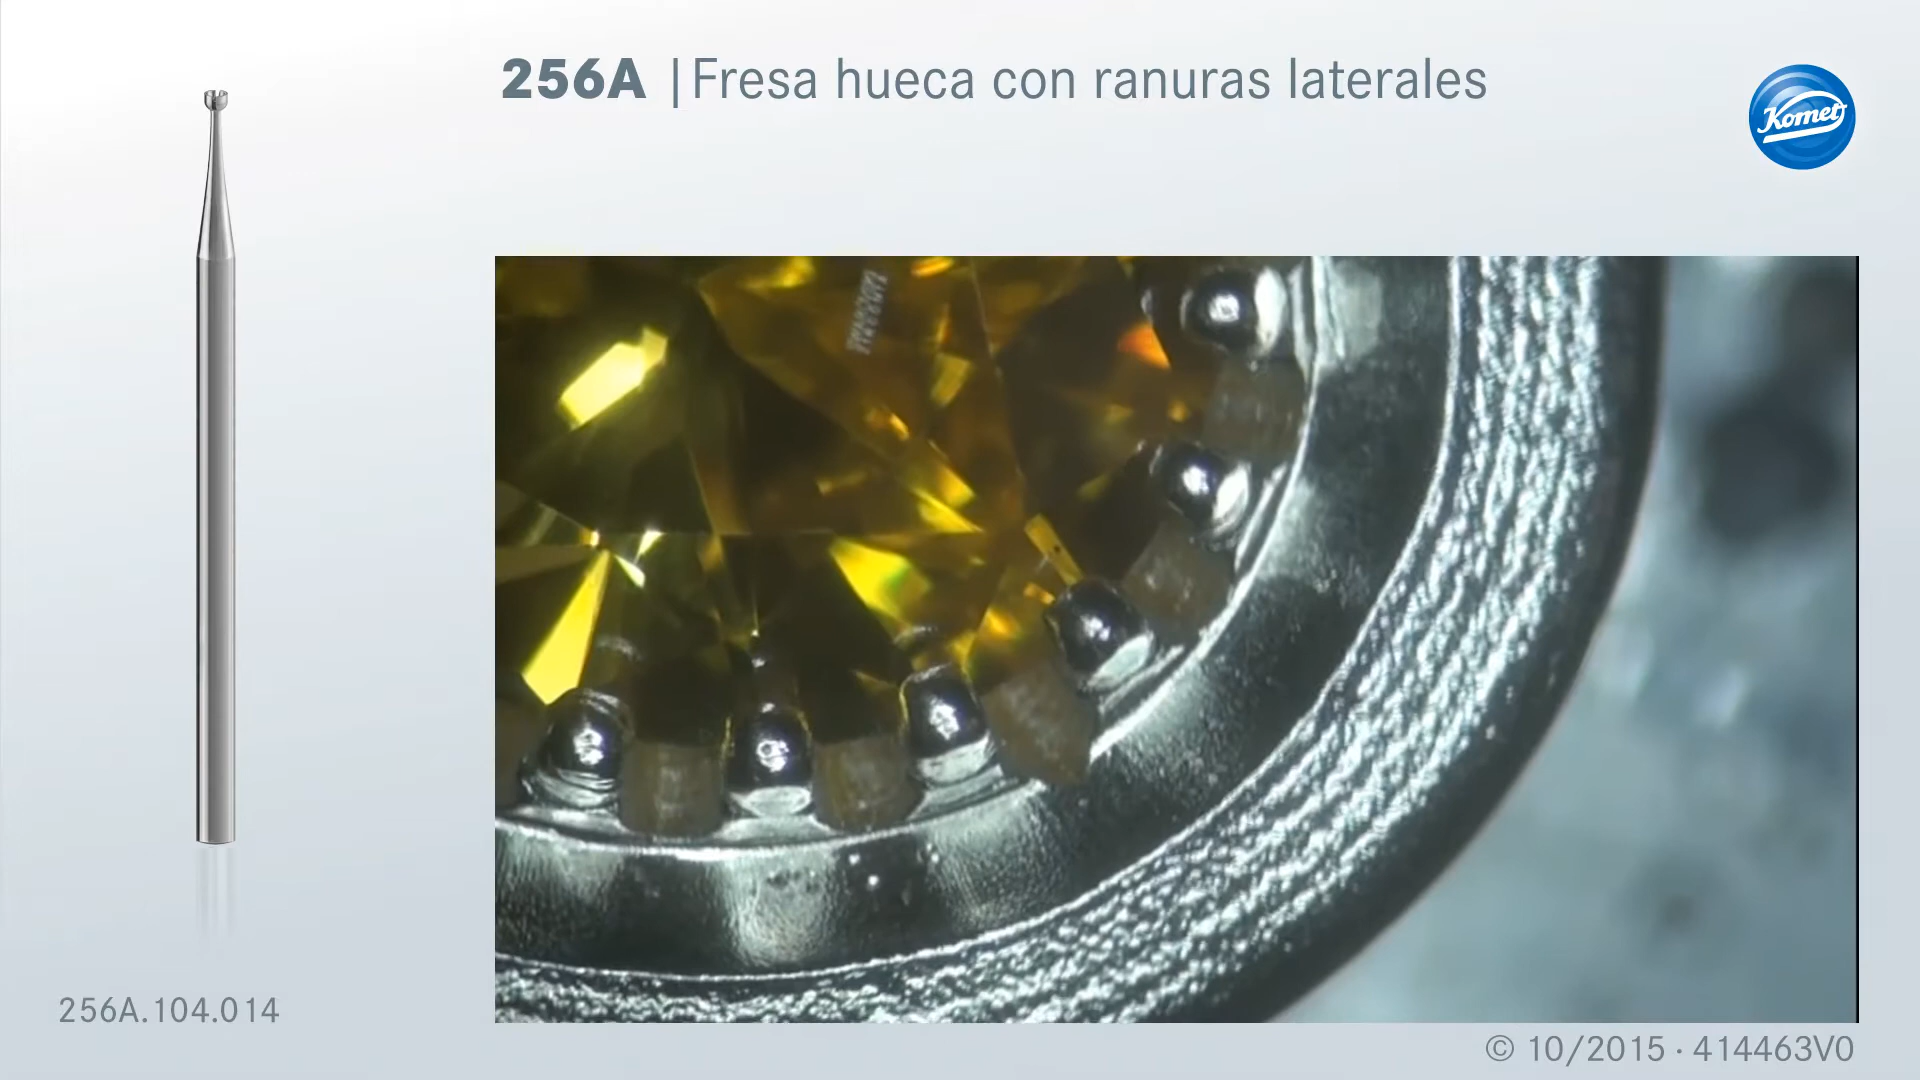 256A | Fresa hueca con ranuras laterales
Komet
256A.104.014
© 10/2015 · 414463V0